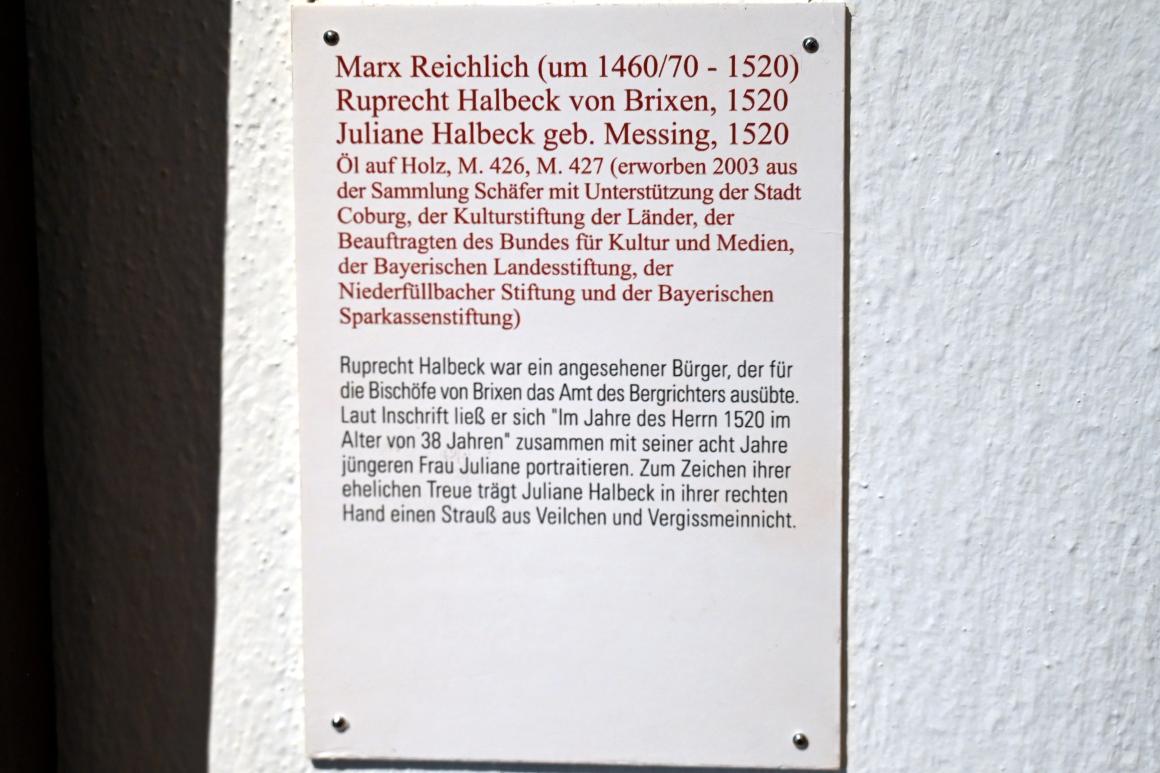 Marx Reichlich (um 1460/70 - 1520)
Ruprecht Halbeck von Brixen, 1520
Juliane Halbeck geb. Messing, 1520
Öl auf Holz, M. 426, M. 427 (erworben 2003 aus
der Sammlung Schäfer mit Unterstützung der Stadt
Coburg, der Kulturstiftung der Länder, der
Beauftragten des Bundes für Kultur und Medien,
der Bayerischen Landesstiftung, der
Niederfüllbacher Stiftung und der Bayerischen
Sparkassenstiftung)
Ruprecht Halbeck war ein angesehener Bürger, der für
die Bischöfe von Brixen das Amt des Bergrichters ausübte.
Laut Inschrift ließ er sich "Im Jahre des Herrn 1520 im
Alter von 38 Jahren" zusammen mit seiner acht Jahre
jüngeren Frau Juliane portraitieren. Zum Zeichen ihrer
ehelichen Treue trägt Juliane Halbeck in ihrer rechten
Hand einen Strauß aus Veilchen und Vergissmeinnicht.